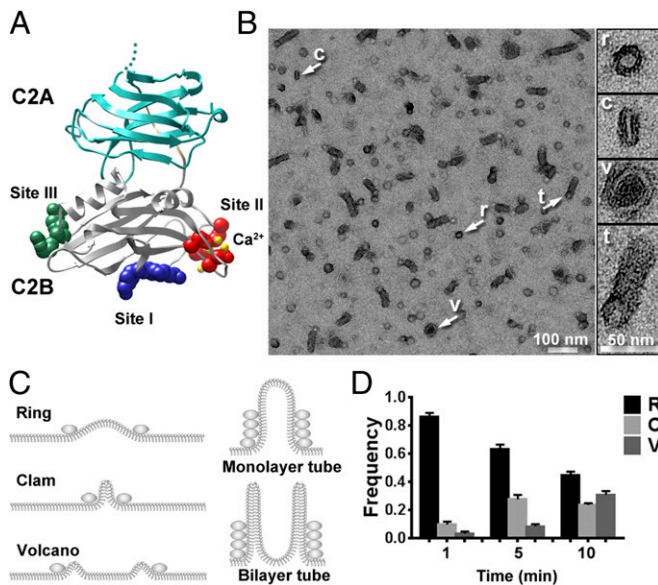 A
C2A
Site III
Site II
Ca²⁺
C2B
Site I
B
c
t
r
v
100 nm
r
c
v
t
50 nm
C
Ring
Clam
Volcano
Monolayer tube
Bilayer tube
D
Frequency
1.0
0.8
0.6
0.4
0.2
0.0
1
5
10
Time (min)
R
V